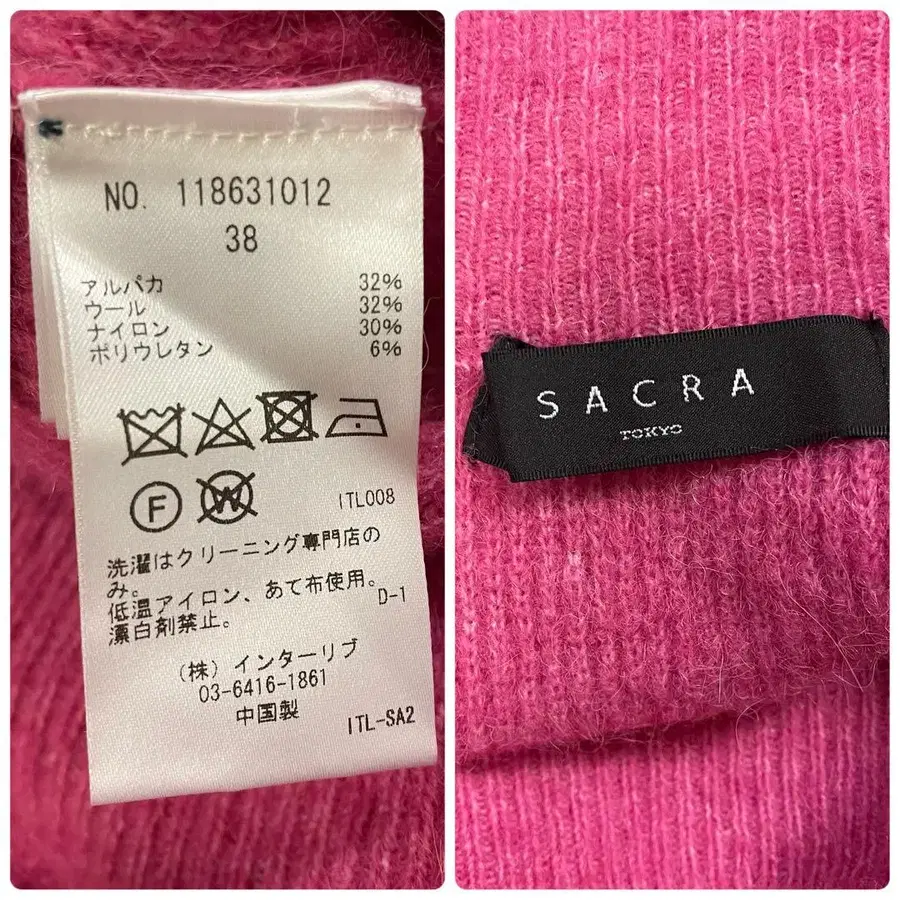 NO. 118631012
38
アルパカ 32%
ウール 32%
ナイロン 30%
ポリウレタン 6%
F W
ITL008
洗濯はクリーニング専門店の
み。
低温アイロン、あて布使用。
漂白剤禁止。
D-1
(株)インターリブ
03-6416-1861
中国製
ITL-SA2
SACRA
TOKYO